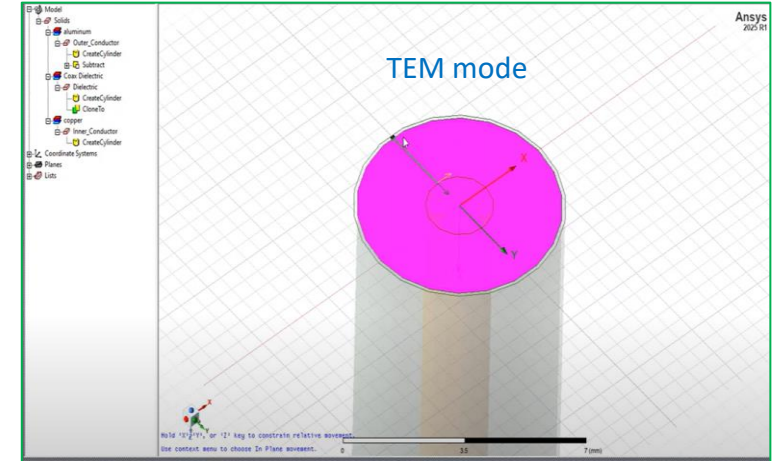 Model
Solids
aluminum
Outer_Conductor
CreateCylinder
Subtract
Coax Dielectric
Dielectric
CreateCylinder
CloneTo
copper
Inner_Conductor
CreateCylinder
Coordinate Systems
Planes
Lists
Ansys
2025 R1
TEM mode
X
Y
X
Z
Y
Hold 'X','Y', or 'Z' key to constrain relative movement.
Use context menu to choose In Plane movement.
0 3.5 7 (mm)